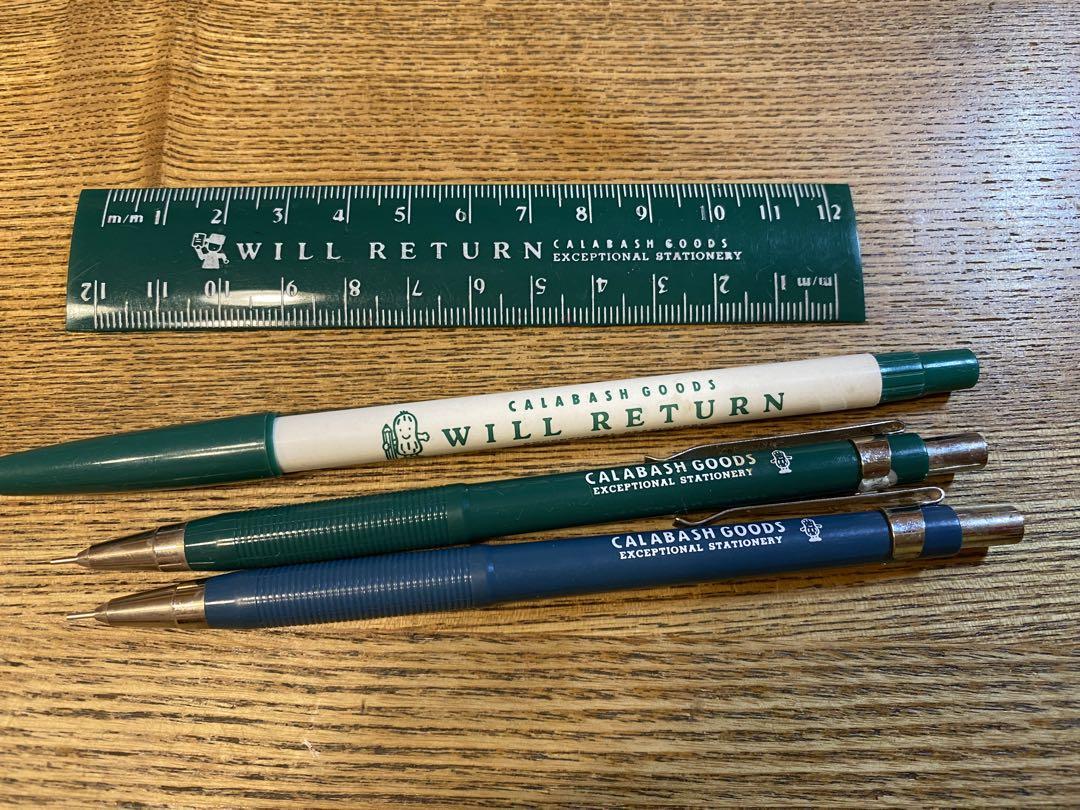 m/m 1 2 3 4 5 6 7 8 9 10 11 12
WILL RETURN CALABASH GOODS
EXCEPTIONAL STATIONERY
12 11 10 9 8 7 6 5 4 3 2 1 m/m
CALABASH GOODS
WILL RETURN
CALABASH GOODS
EXCEPTIONAL STATIONERY
CALABASH GOODS
EXCEPTIONAL STATIONERY